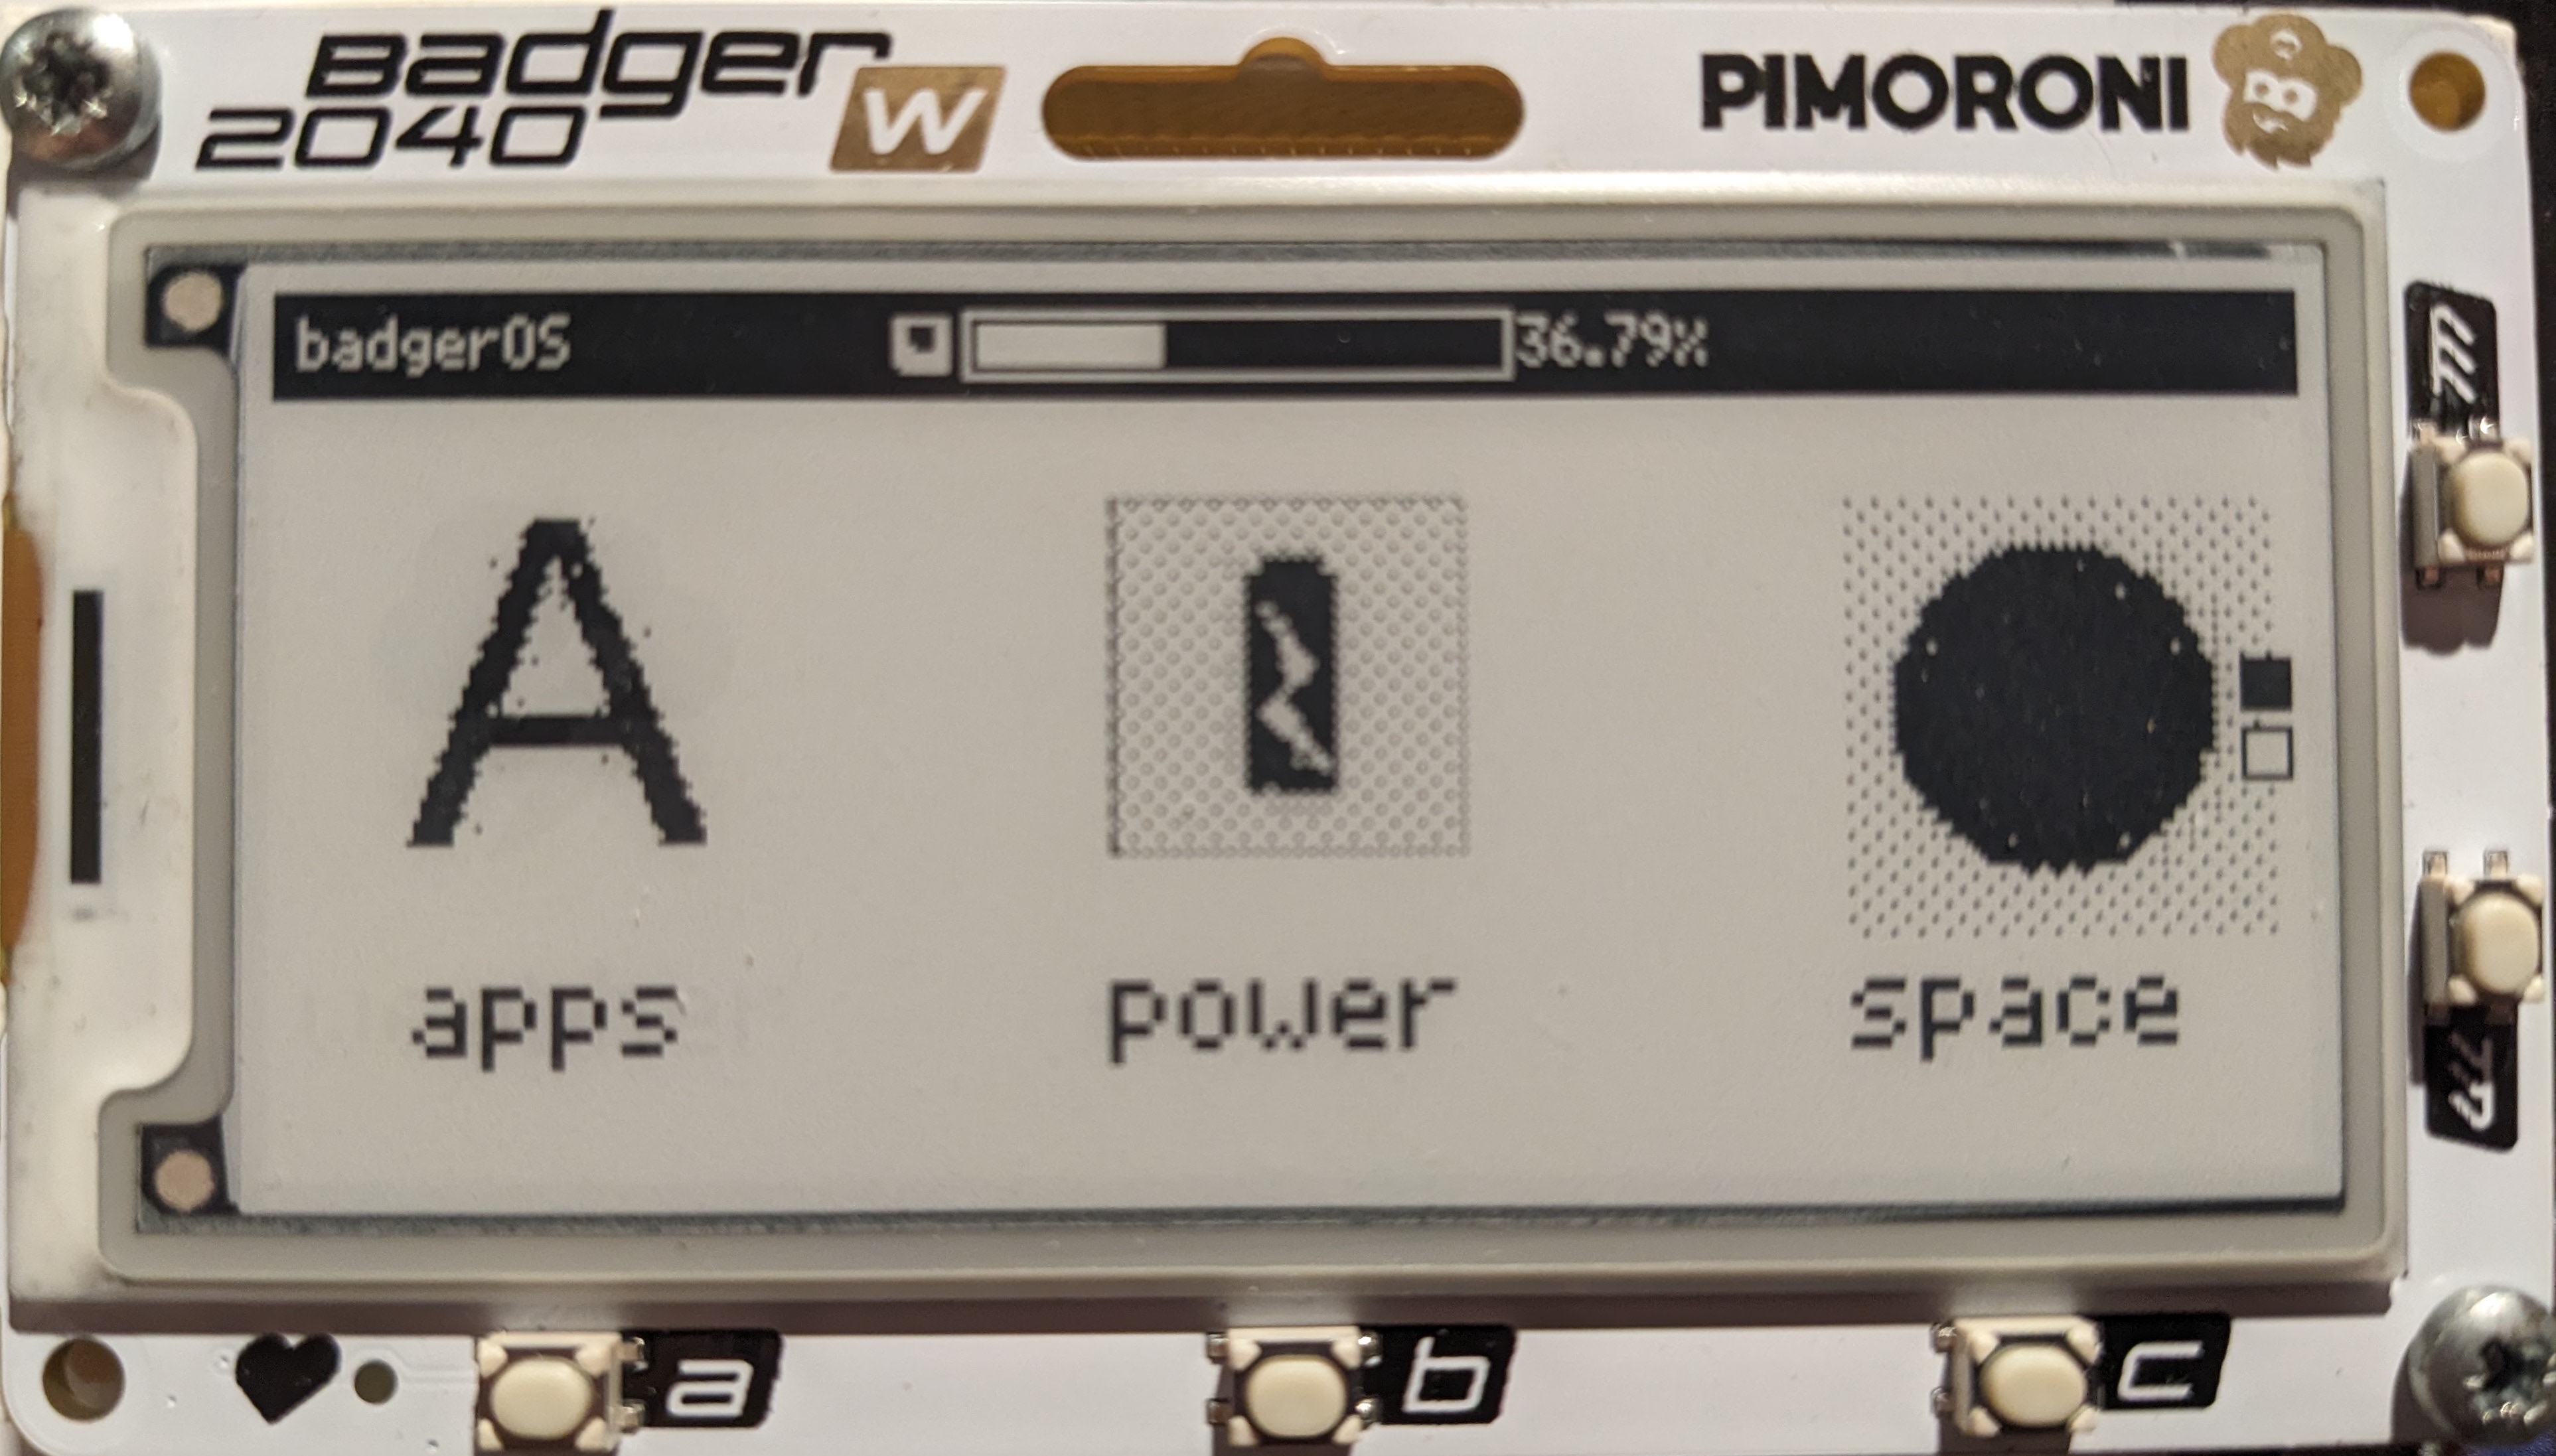 Badger
2040 W
PIMORONI
badgerOS 36.79%
A
apps power space
a b c